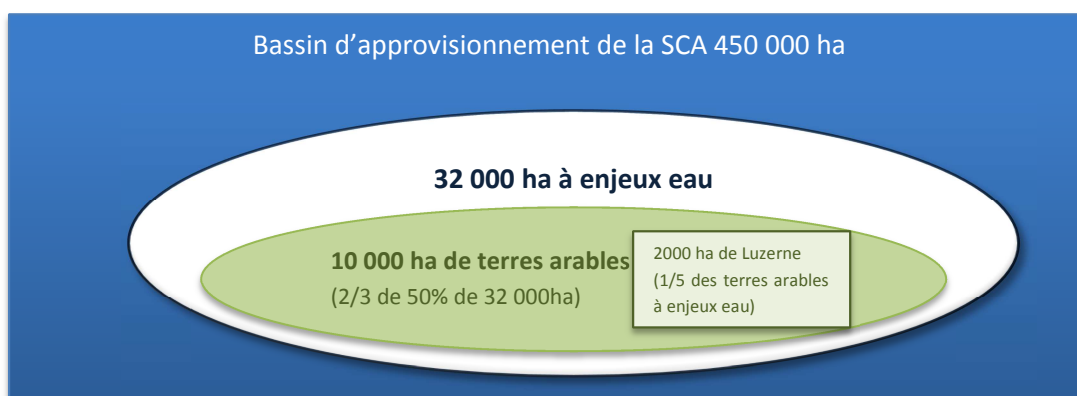 Bassin d’approvisionnement de la SCA 450 000 ha
32 000 ha à enjeux eau
10 000 ha de terres arables
(2/3 de 50% de 32 000ha)
2000 ha de Luzerne
(1/5 des terres arables
à enjeu eau)